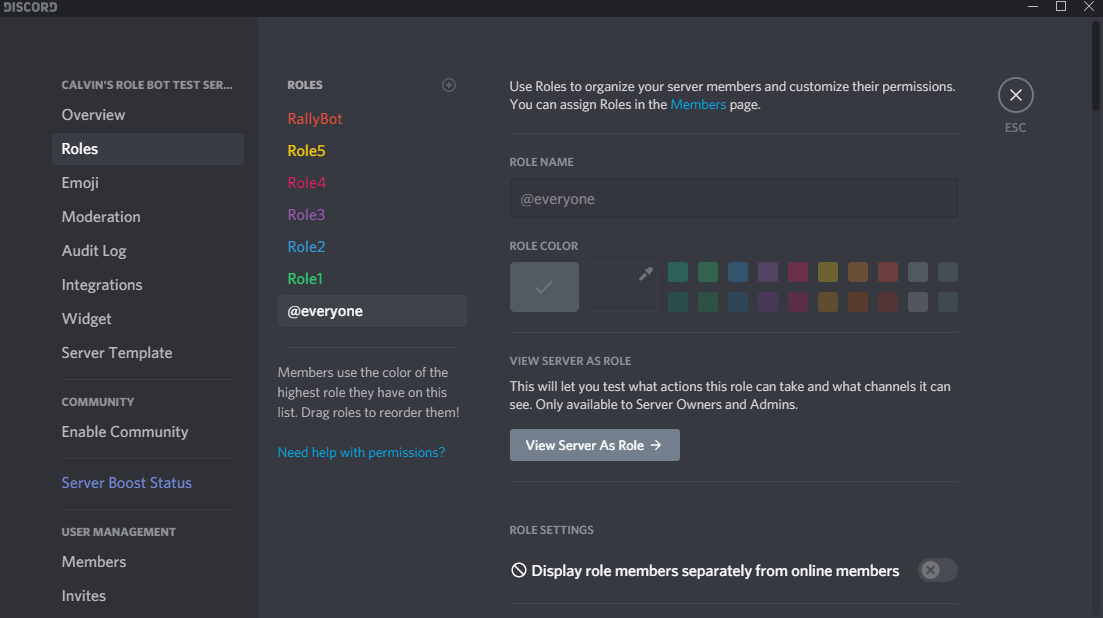 DISCORD
CALVIN'S ROLE BOT TEST SER...
Overview
Roles
Emoji
Moderation
Audit Log
Integrations
Widget
Server Template
COMMUNITY
Enable Community
Server Boost Status
USER MANAGEMENT
Members
Invites
ROLES
RallyBot
Role5
Role4
Role3
Role2
Role1
@everyone
Members use the color of the
highest role they have on this
list. Drag roles to reorder them!
Need help with permissions?
Use Roles to organize your server members and customize their permissions.
You can assign Roles in the Members page.
ROLE NAME
@everyone
ROLE COLOR
VIEW SERVER AS ROLE
This will let you test what actions this role can take and what channels it can
see. Only available to Server Owners and Admins.
View Server As Role →
ROLE SETTINGS
Display role members separately from online members
ESC